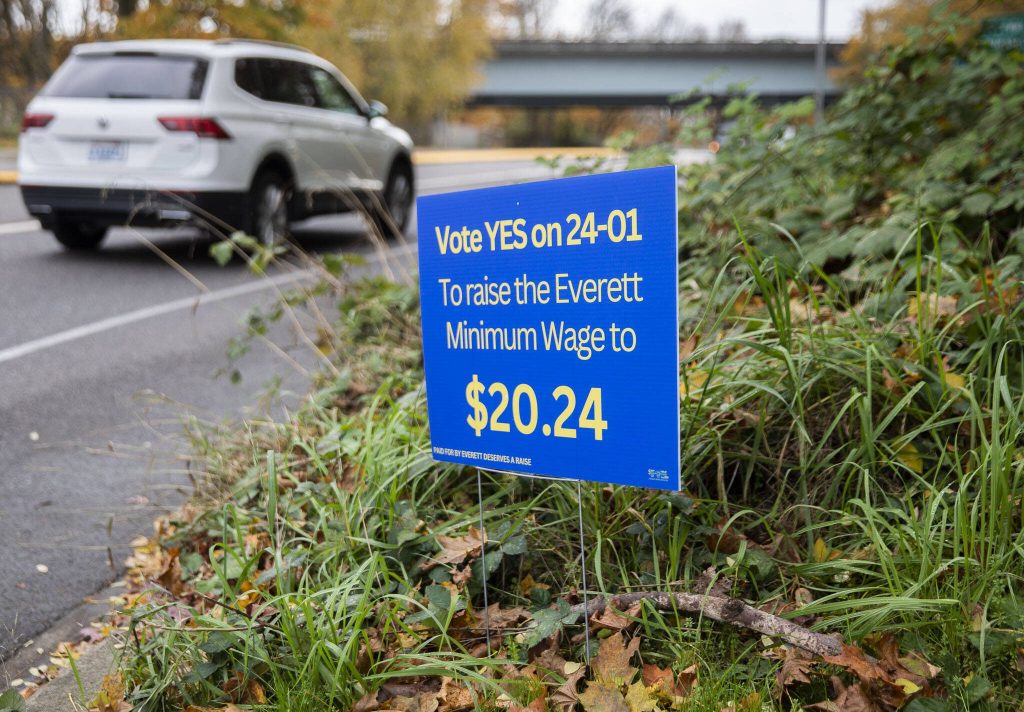 Vote YES on 24-01
To raise the Everett
Minimum Wage to
$20.24
PAID FOR BY EVERETT DESERVES A RAISE